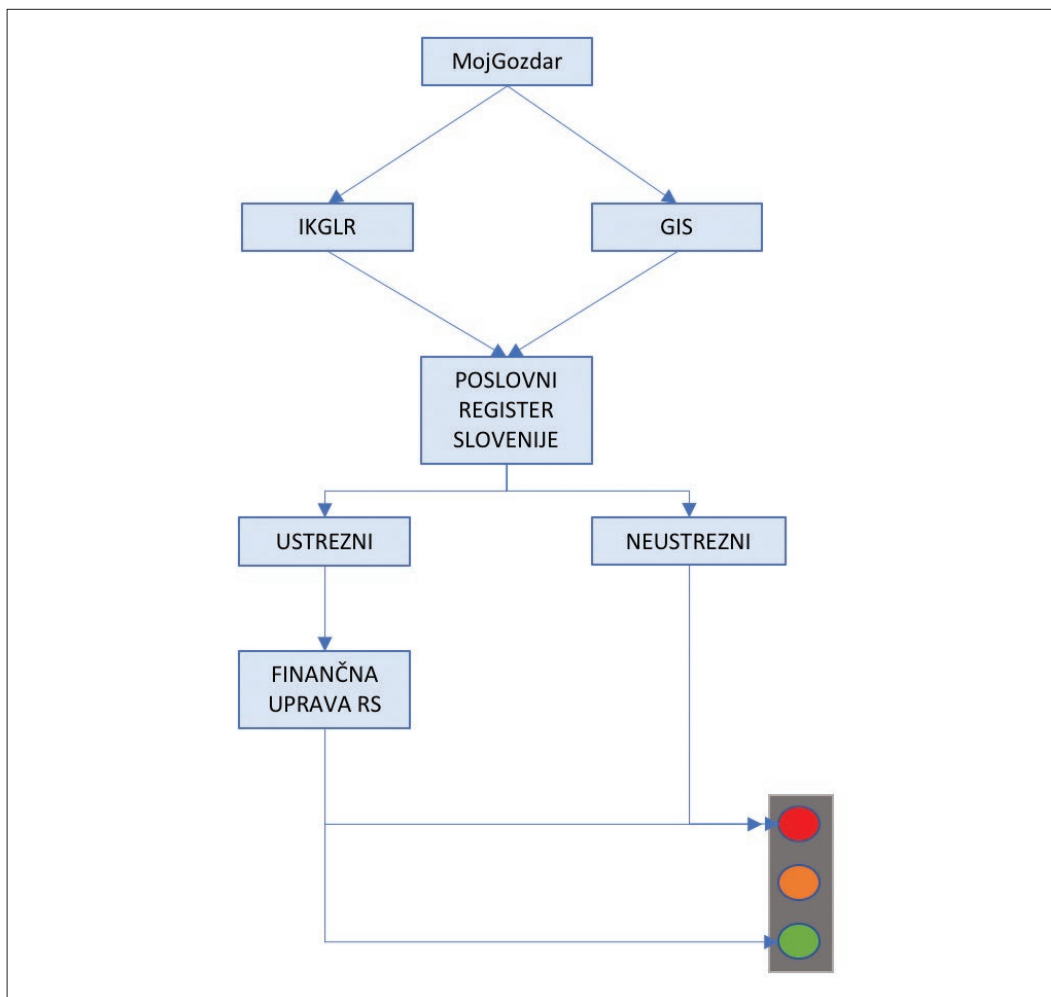 MojGozdar
IKGLR
GIS
POSLOVNI
REGISTER
SLOVENIJE
USTREZNI
NEUSTREZNI
FINANČNA
UPRAVA RS